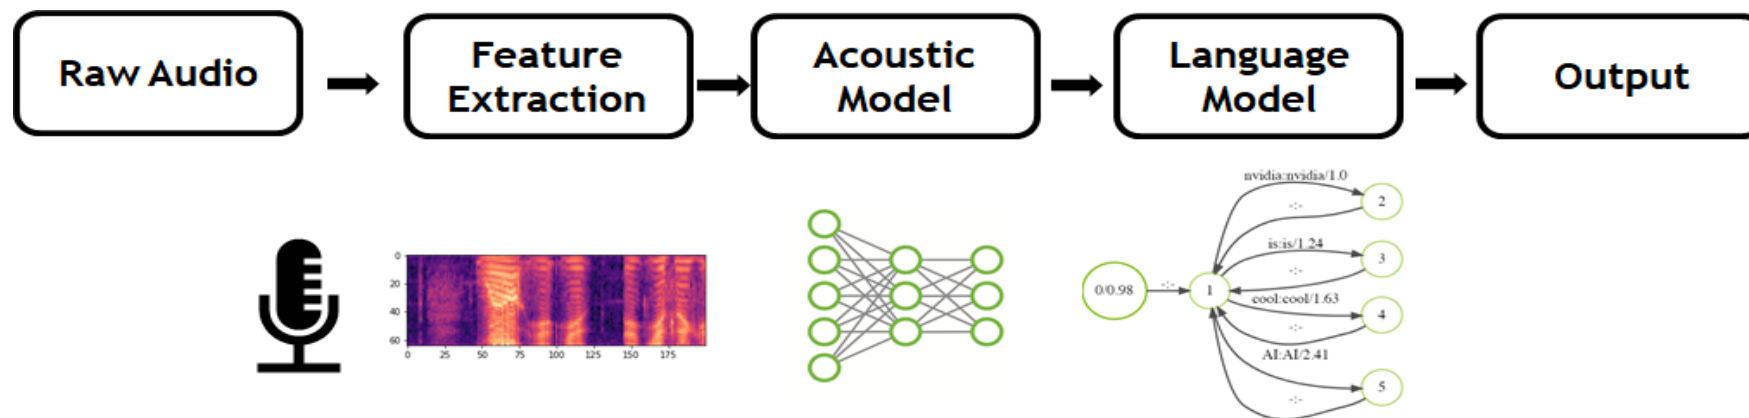 Raw Audio
Feature
Extraction
Acoustic
Model
Language
Model
Output
0
20
40
60
0
25
50
75
100
125
150
175
nvidia:nvidia/1.0
-:-
2
is:is/1.24
-:-
3
0/0.98
-:-
1
cool:cool/1.63
-:-
4
AI:AI/2.41
-:-
5